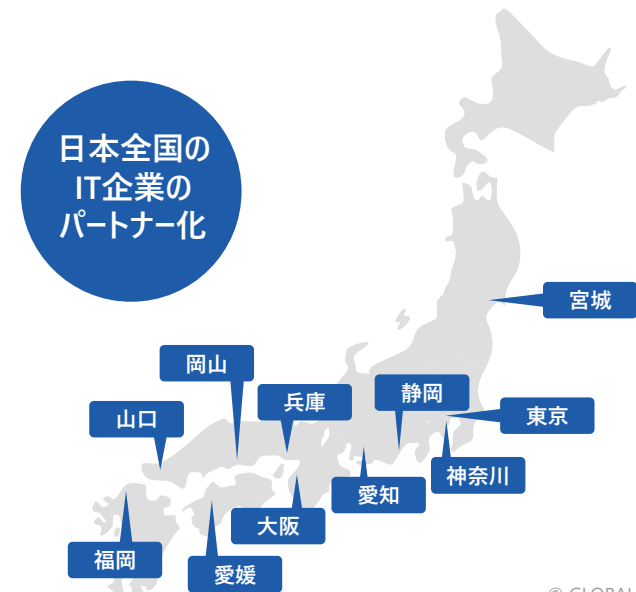 日本全国の
IT企業の
パートナー化
宮城
岡山
静岡
兵庫
山口
東京
神奈川
愛知
大阪
福岡
愛媛
© GLOBAL